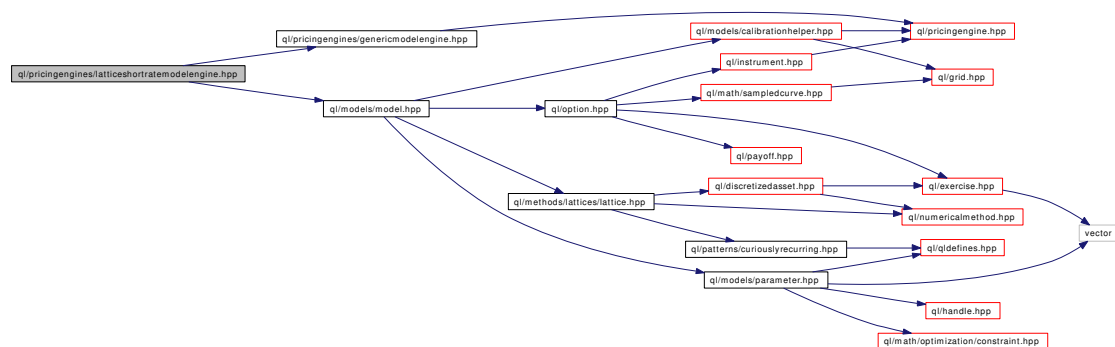 ql/models/calibrationhelper.hpp
ql/pricingengine.hpp
ql/pricingengines/genericmodelengine.hpp
ql/instrument.hpp
ql/pricingengines/latticeshortratemodelengine.hpp
ql/grid.hpp
ql/math/sampledcurve.hpp
ql/models/model.hpp
ql/option.hpp
ql/payoff.hpp
ql/discretizedasset.hpp
ql/exercise.hpp
ql/methods/lattices/lattice.hpp
ql/numericalmethod.hpp
vector
ql/patterns/curiouslyrecurring.hpp
ql/qldefines.hpp
ql/models/parameter.hpp
ql/handle.hpp
ql/math/optimization/constraint.hpp